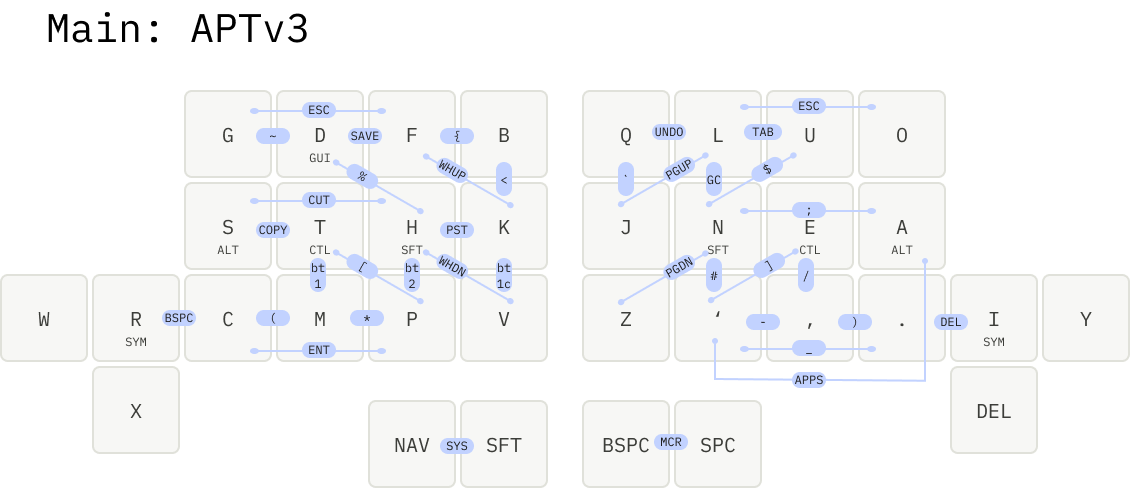 Main: APTv3
ESC ESC
G ~ D SAVE F { B Q UNDO L TAB U O
GUI
% WHUP < ` PGUP GC $
CUT ;
S COPY T H PST K J N E A
ALT CTL SFT SFT CTL ALT
bt [ bt WHDN bt PGDN # ] /
1 2 1c
W R BSPC C ( M * P V Z ‘ - , ) . DEL I Y
SYM SYM
ENT _
APPS
X DEL
NAV SYS SFT BSPC MCR SPC